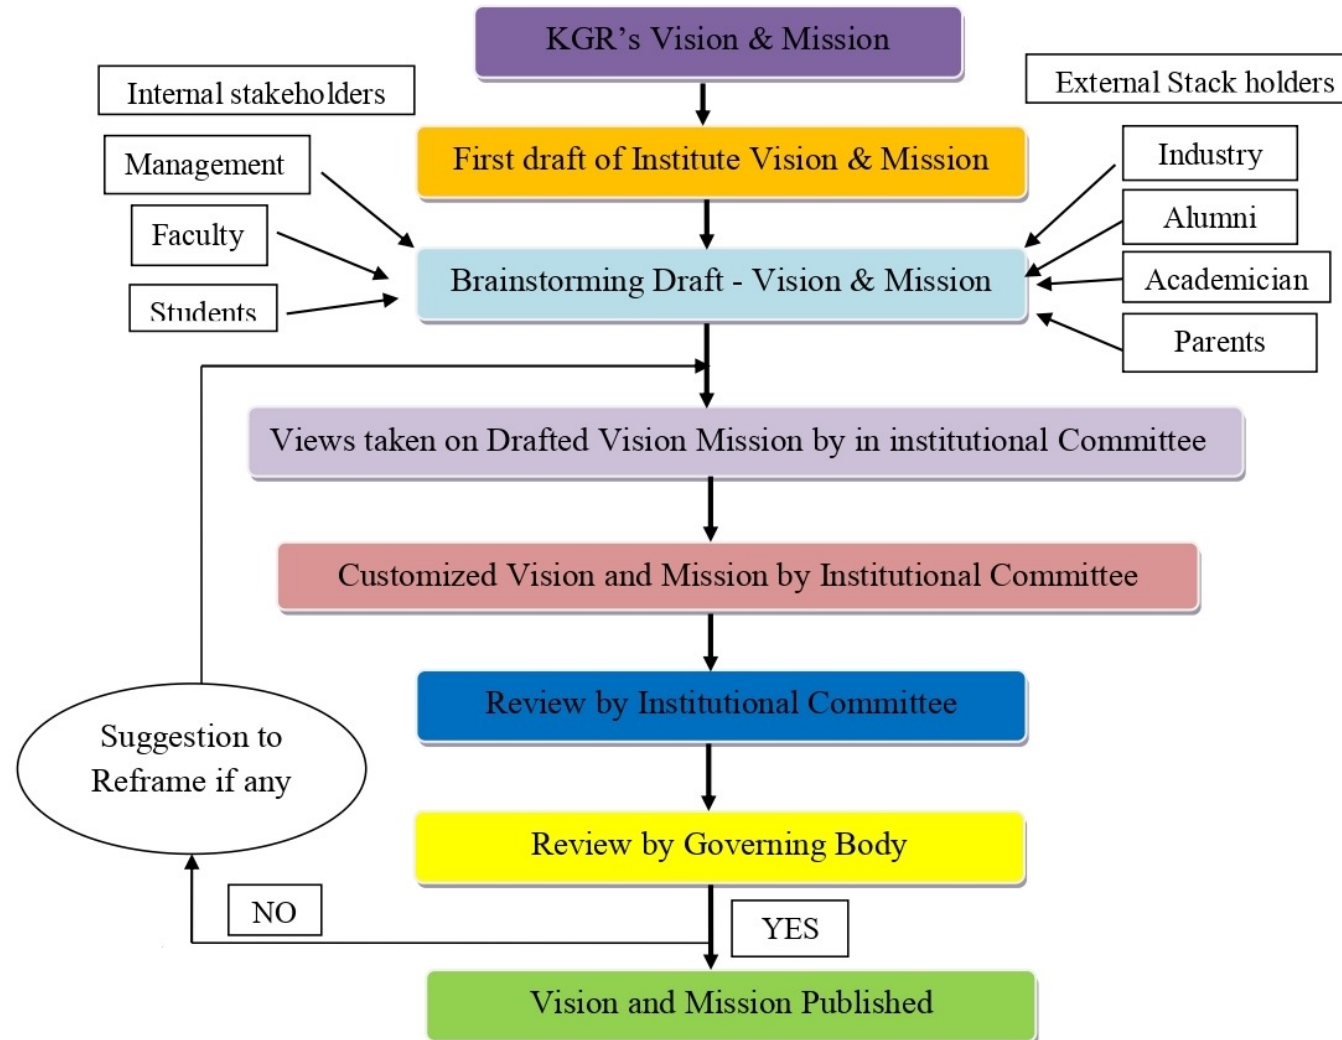 KGR’s Vision & Mission
Internal stakeholders
External Stack holders
First draft of Institute Vision & Mission
Management
Faculty
Students
Industry
Alumni
Academician
Parents
Brainstorming Draft - Vision & Mission
Views taken on Drafted Vision Mission by in institutional Committee
Customized Vision and Mission by Institutional Committee
Review by Institutional Committee
Suggestion to
Reframe if any
Review by Governing Body
NO
YES
Vision and Mission Published